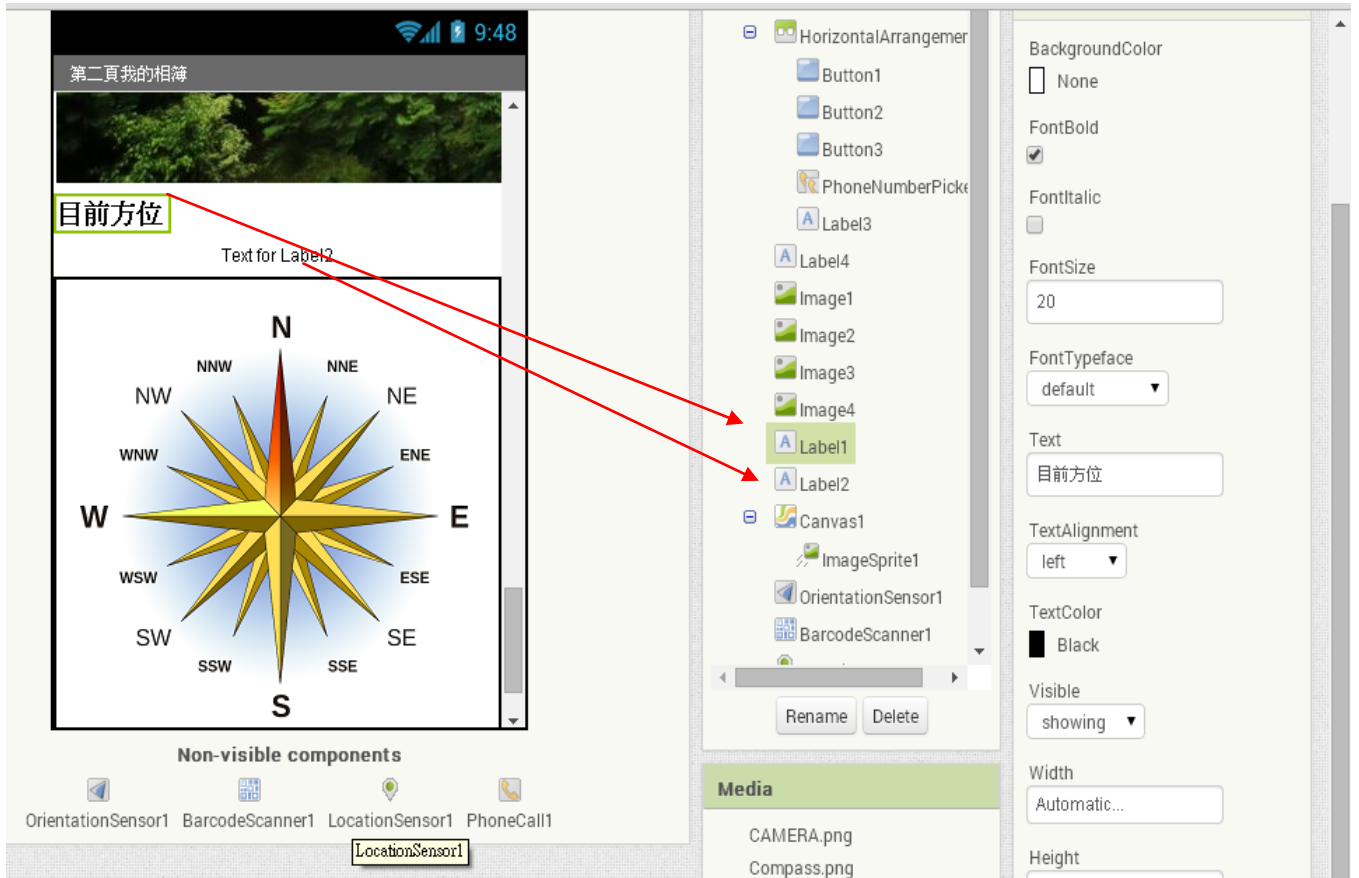 9:48
第二頁我的相簿
目前方位
Text for Label2
N
NNW
NNE
NW
NE
WNW
ENE
W
E
WSW
ESE
SW
SE
SSW
SSE
S
Non-visible components
OrientationSensor1 BarcodeScanner1 LocationSensor1 PhoneCall1
LocationSensor1
HorizontalArrangemer
Button1
Button2
Button3
PhoneNumberPicke
Label3
Label4
Image1
Image2
Image3
Image4
Label1
Label2
Canvas1
ImageSprite1
OrientationSensor1
BarcodeScanner1
Rename Delete
Media
CAMERA.png
Compass.png
BackgroundColor
None
FontBold
FontItalic
FontSize
20
FontTypeface
default
Text
目前方位
TextAlignment
left
TextColor
Black
Visible
showing
Width
Automatic...
Height